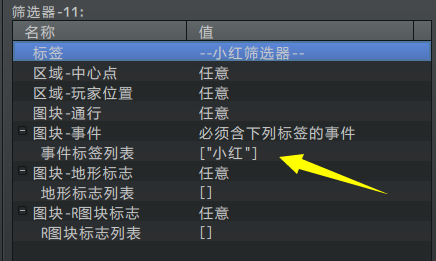 筛选器-11:
名称 值
标签 --小红筛选器--
区域-中心点 任意
区域-玩家位置 任意
图块-通行 任意
图块-事件 必须含下列标签的事件
事件标签列表 ["小红"]
图块-地形标志 任意
地形标志列表 []
图块-R图块标志 任意
R图块标志列表 []